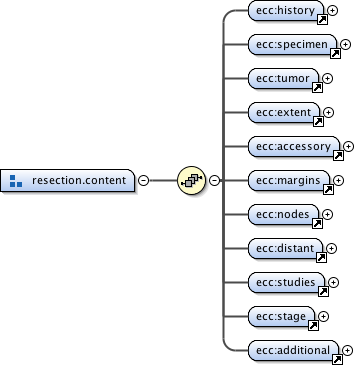 ecc:history
ecc:specimen
ecc:tumor
ecc:extent
ecc:accessory
resection.content
ecc:margins
ecc:nodes
ecc:distant
ecc:studies
ecc:stage
ecc:additional